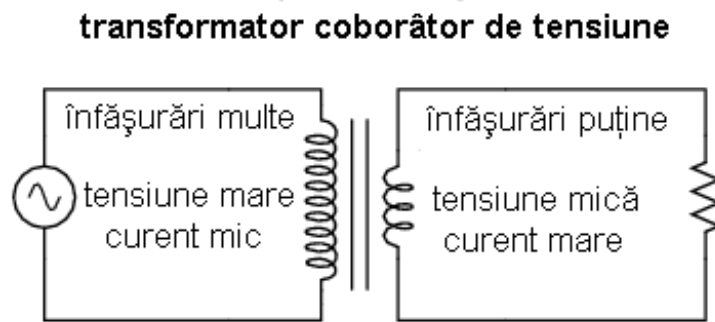 transformator coborâtor de tensiune
înfăşurări multe
tensiune mare
curent mic
înfăşurări puţine
tensiune mică
curent mare